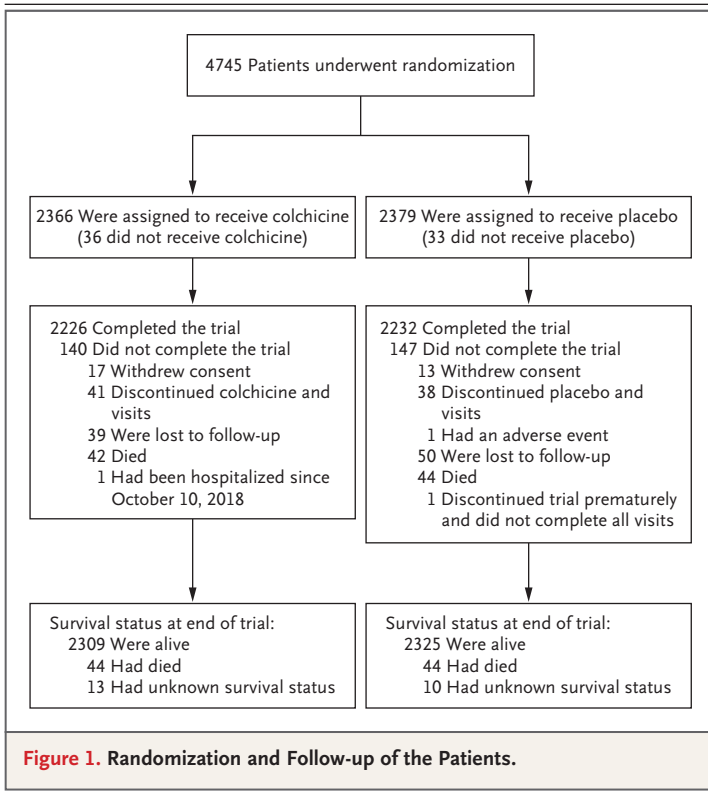 4745 Patients underwent randomization
2366 Were assigned to receive colchicine
(36 did not receive colchicine)
2379 Were assigned to receive placebo
(33 did not receive placebo)
2226 Completed the trial
140 Did not complete the trial
17 Withdrew consent
41 Discontinued colchicine and
visits
39 Were lost to follow-up
42 Died
1 Had been hospitalized since
October 10, 2018
2232 Completed the trial
147 Did not complete the trial
13 Withdrew consent
38 Discontinued placebo and
visits
1 Had an adverse event
50 Were lost to follow-up
44 Died
1 Discontinued trial prematurely
and did not complete all visits
Survival status at end of trial:
2309 Were alive
44 Had died
13 Had unknown survival status
Survival status at end of trial:
2325 Were alive
44 Had died
10 Had unknown survival status
Figure 1. Randomization and Follow-up of the Patients.